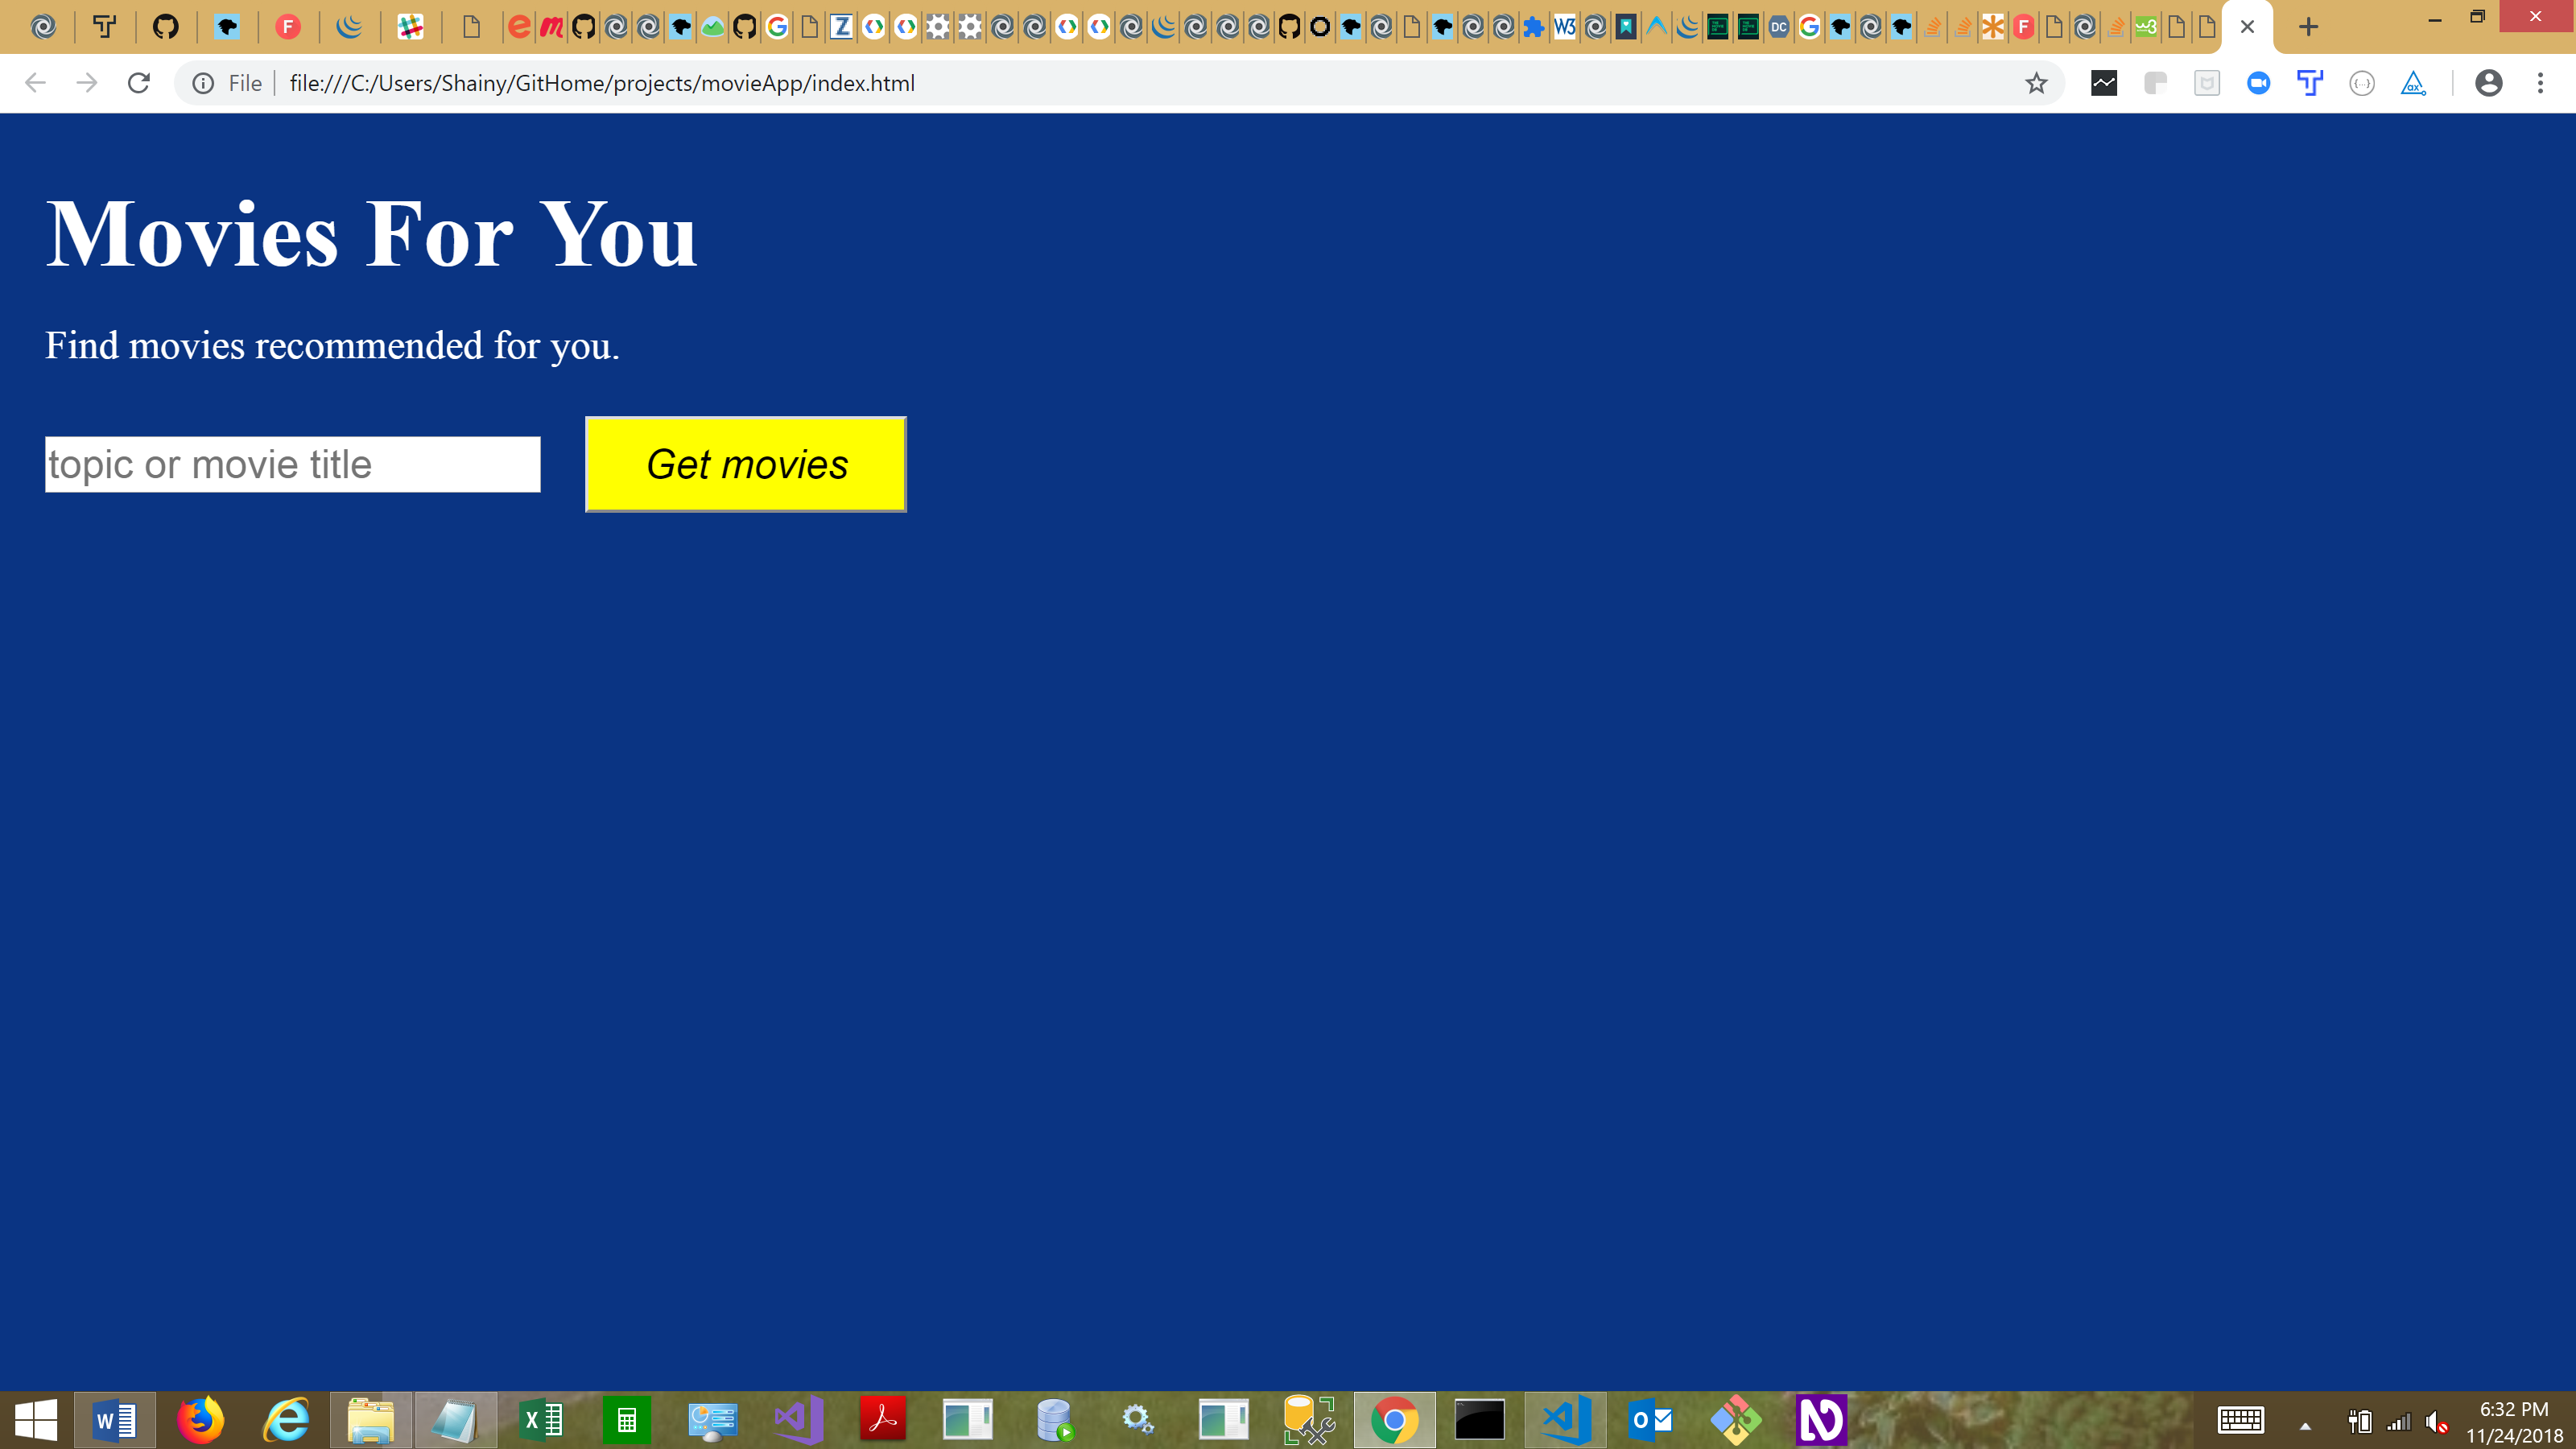 File
file:///C:/Users/Shainy/GitHome/projects/movieApp/index.html
Movies For You
Find movies recommended for you.
topic or movie title
Get movies
6:32 PM
11/24/2018